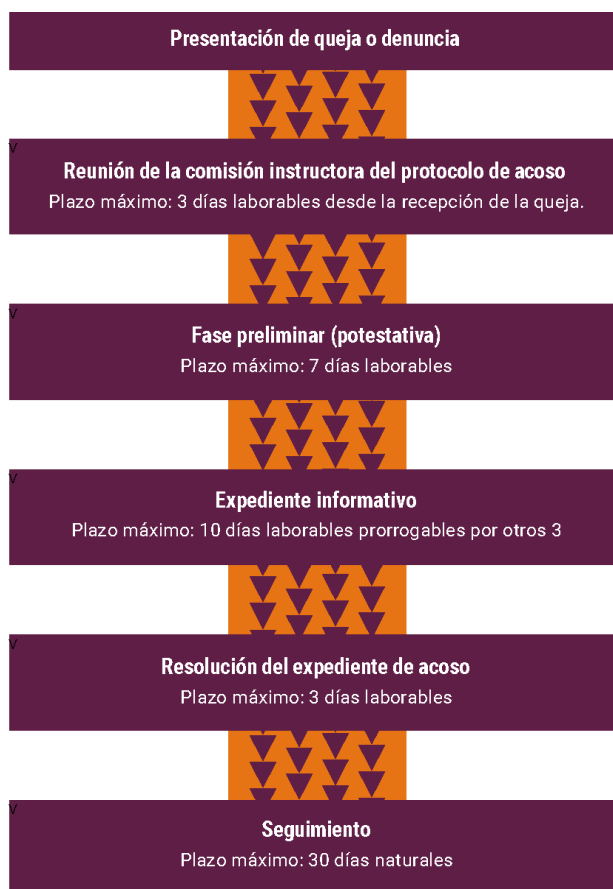 Presentación de queja o denuncia
V
Reunión de la comisión instructora del protocolo de acoso
Plazo máximo: 3 días laborables desde la recepción de la queja.
V
Fase preliminar (potestativa)
Plazo máximo: 7 días laborables
V
Expediente informativo
Plazo máximo: 10 días laborables prorrogables por otros 3
V
Resolución del expediente de acoso
Plazo máximo: 3 días laborables
V
Seguimiento
Plazo máximo: 30 días naturales